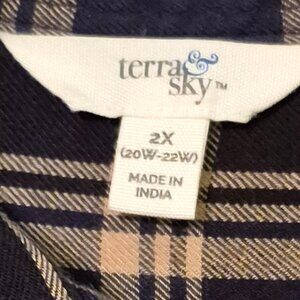 terra &
sky™
2X
(20W-22W)
MADE IN
INDIA